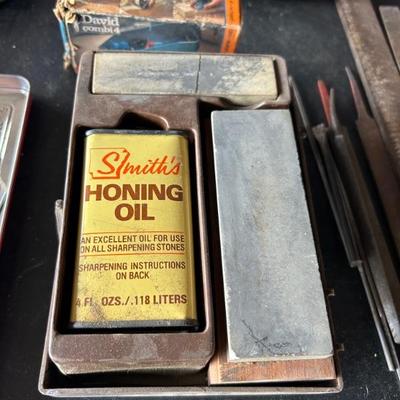 David
combi 4
Smith's
HONING
OIL
AN EXCELLENT OIL FOR USE
ON ALL SHARPENING STONES
SHARPENING INSTRUCTIONS
ON BACK
4 FL. OZS./.118 LITERS